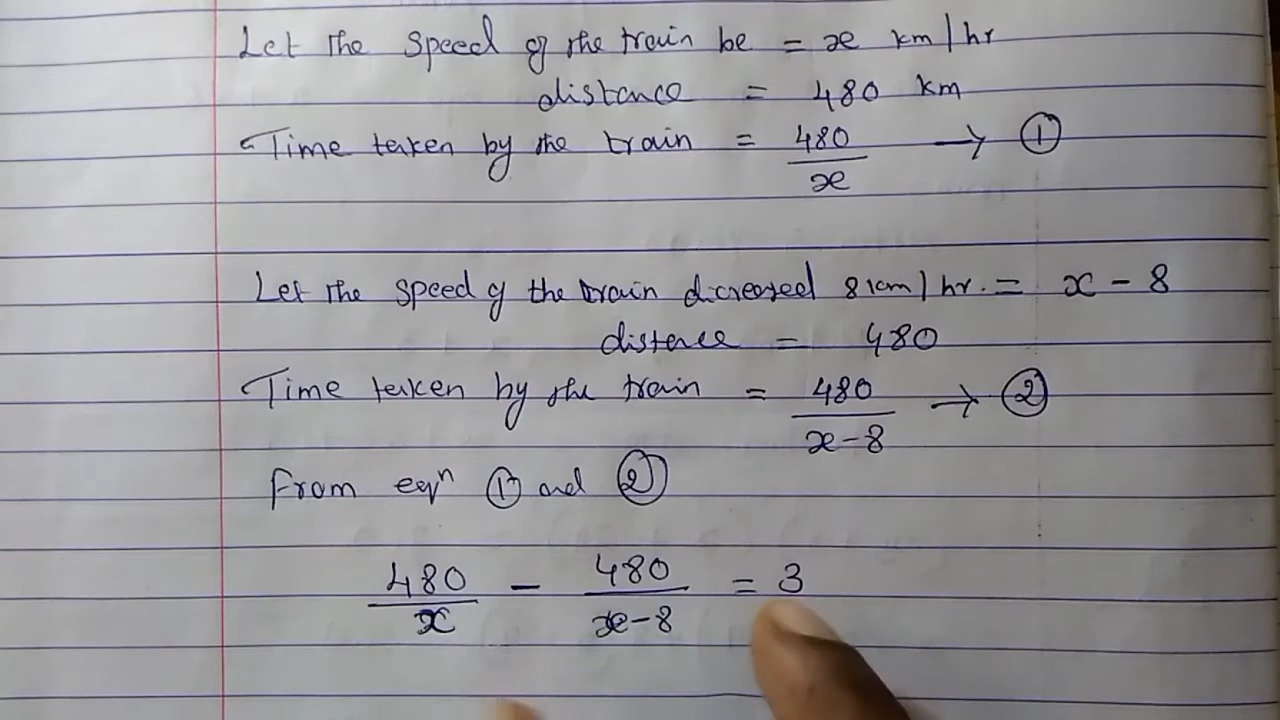 Let the speed of the train be = x km/hr
distance = 480 km
Time taken by the train = 480/x → ①
Let the speed of the train dicreased 8 km/hr. = x - 8
distance = 480
Time taken by the train = 480/x-8 → ②
From eqn ① and ②
480/x - 480/x-8 = 3